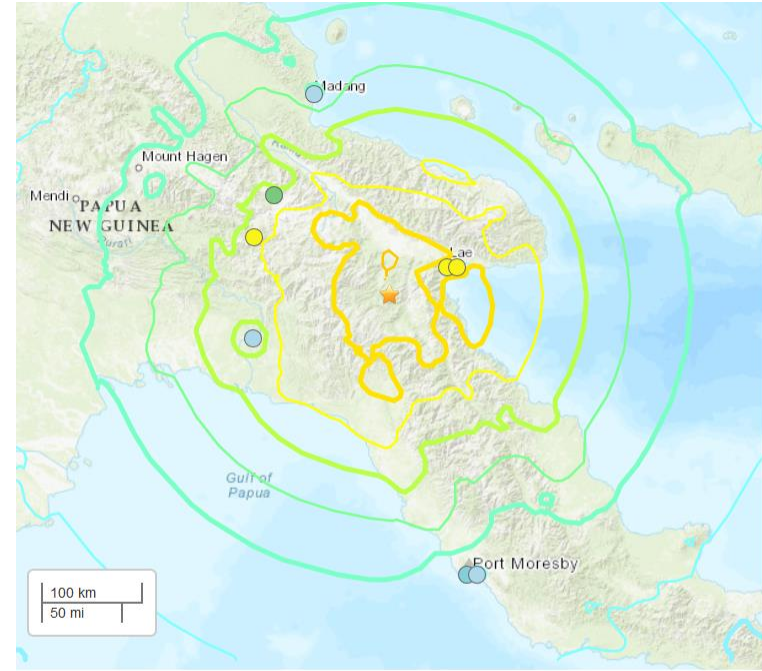 Madang
Mount Hagen
Mendi
PAPUA
NEW GUINEA
Lae
Gulf of
Papua
Port Moresby
100 km
50 mi